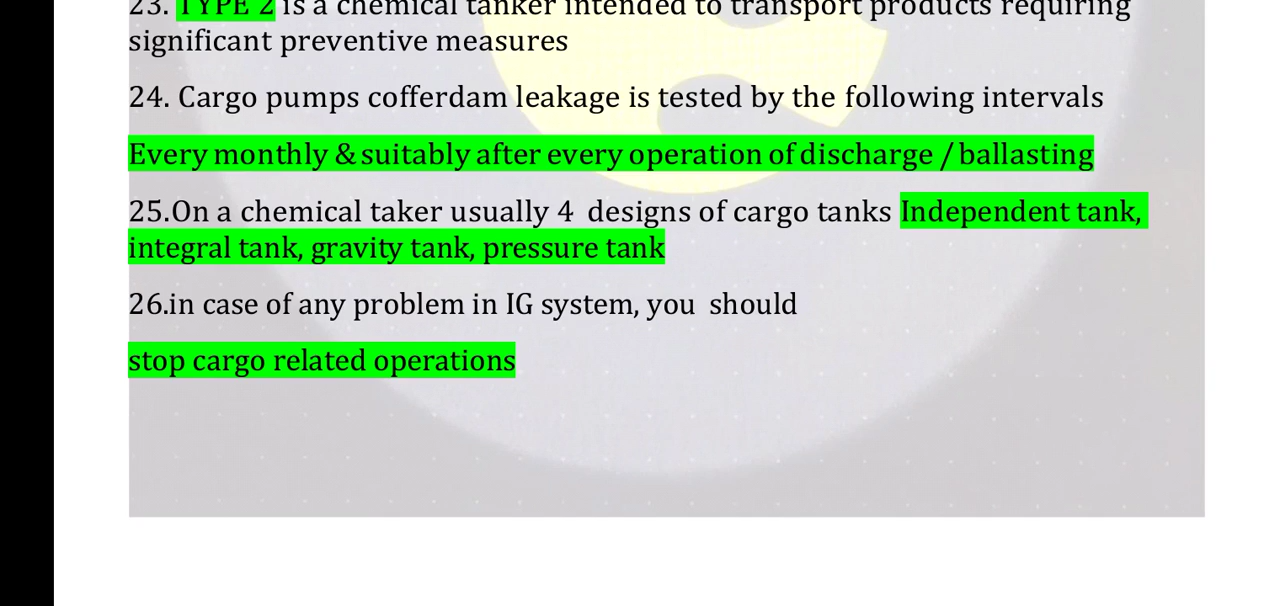 23. TYPE 2 is a chemical tanker intended to transport products requiring
significant preventive measures
24. Cargo pumps cofferdam leakage is tested by the following intervals
Every monthly & suitably after every operation of discharge / ballasting
25.On a chemical taker usually 4 designs of cargo tanks Independent tank,
integral tank, gravity tank, pressure tank
26.in case of any problem in IG system, you should
stop cargo related operations